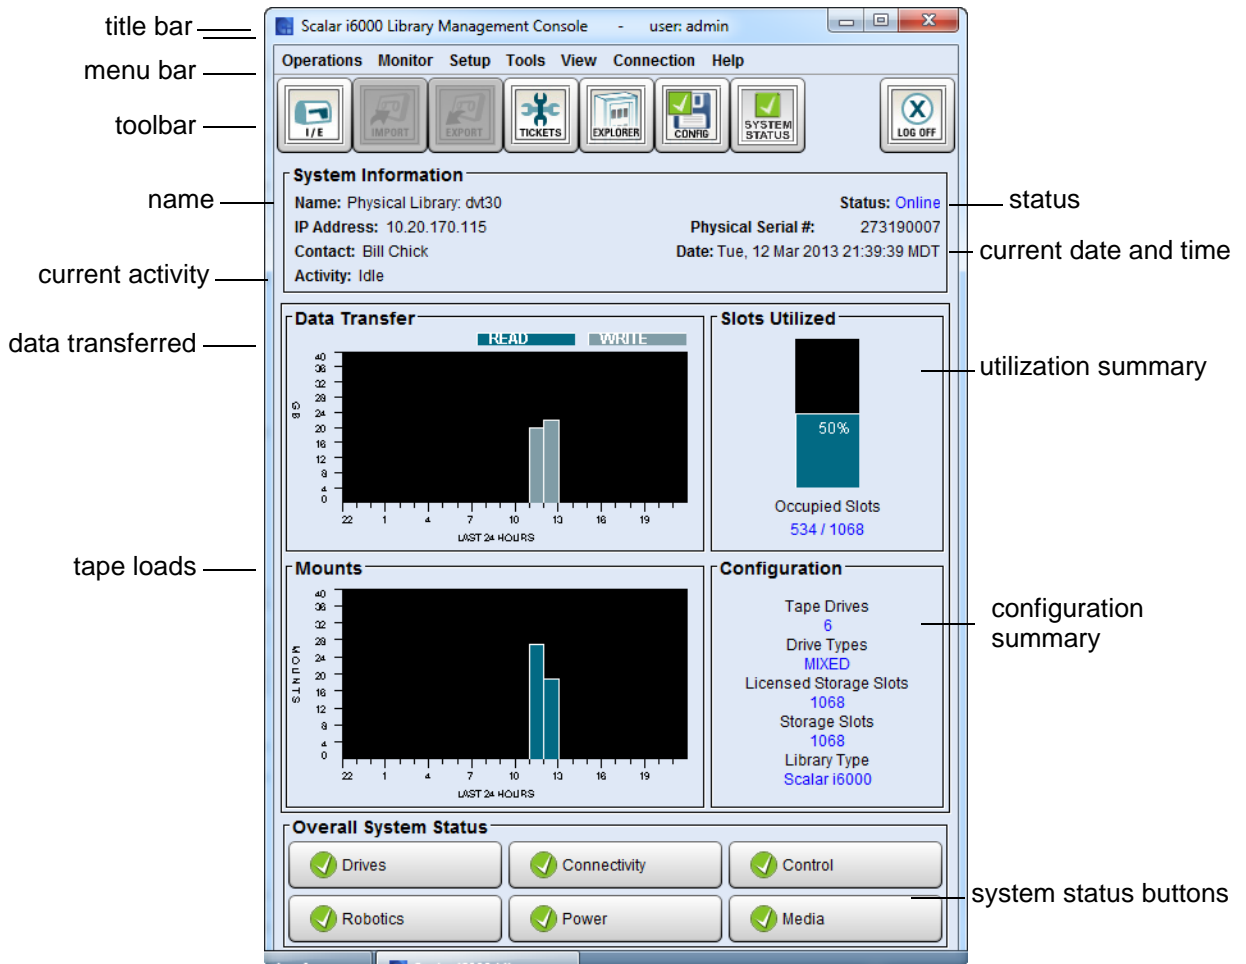 title bar
Scalar i6000 Library Management Console - user: admin
menu bar
Operations Monitor Setup Tools View Connection Help
toolbar
I/E
IMPORT
EXPORT
TICKETS
EXPLORER
CONFIG
SYSTEM STATUS
LOG OFF
System Information
name
Name: Physical Library: dvt30
Status: Online
status
IP Address: 10.20.170.115
Physical Serial #: 273190007
Contact: Bill Chick
Date: Tue, 12 Mar 2013 21:39:39 MDT
current date and time
current activity
Activity: Idle
data transferred
Data Transfer
READ WRITE
40
36
32
28
24
20
16
12
8
4
0
GB
22 1 4 7 10 13 16 19
LAST 24 HOURS
Slots Utilized
50%
utilization summary
Occupied Slots
534 / 1068
tape loads
Mounts
40
36
32
28
24
20
16
12
8
4
0
MOUNTS
22 1 4 7 10 13 16 19
LAST 24 HOURS
Configuration
Tape Drives
6
Drive Types
MIXED
Licensed Storage Slots
1068
Storage Slots
1068
Library Type
Scalar i6000
configuration
summary
Overall System Status
Drives
Connectivity
Control
Robotics
Power
Media
system status buttons